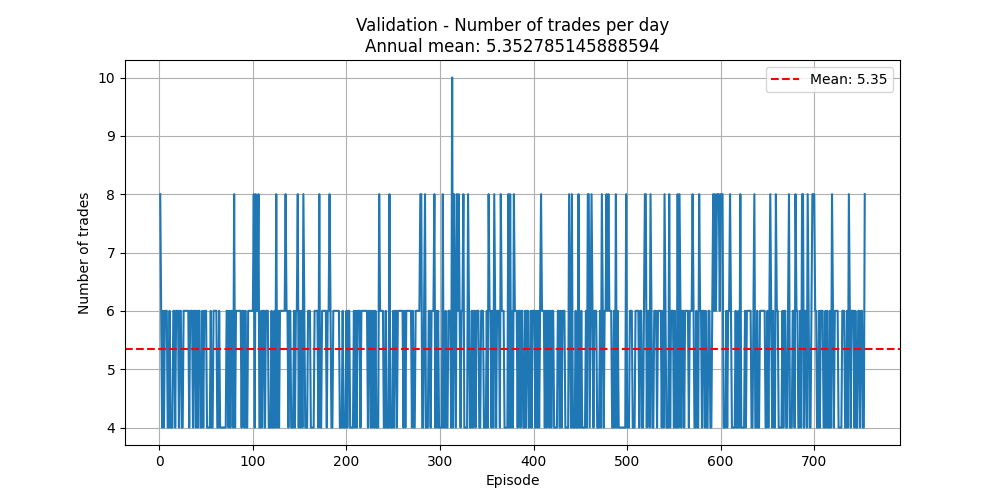 Validation - Number of trades per day
Annual mean: 5.352785145888594
Mean: 5.35
10
9
8
7
6
5
4
Number of trades
0 100 200 300 400 500 600 700
Episode